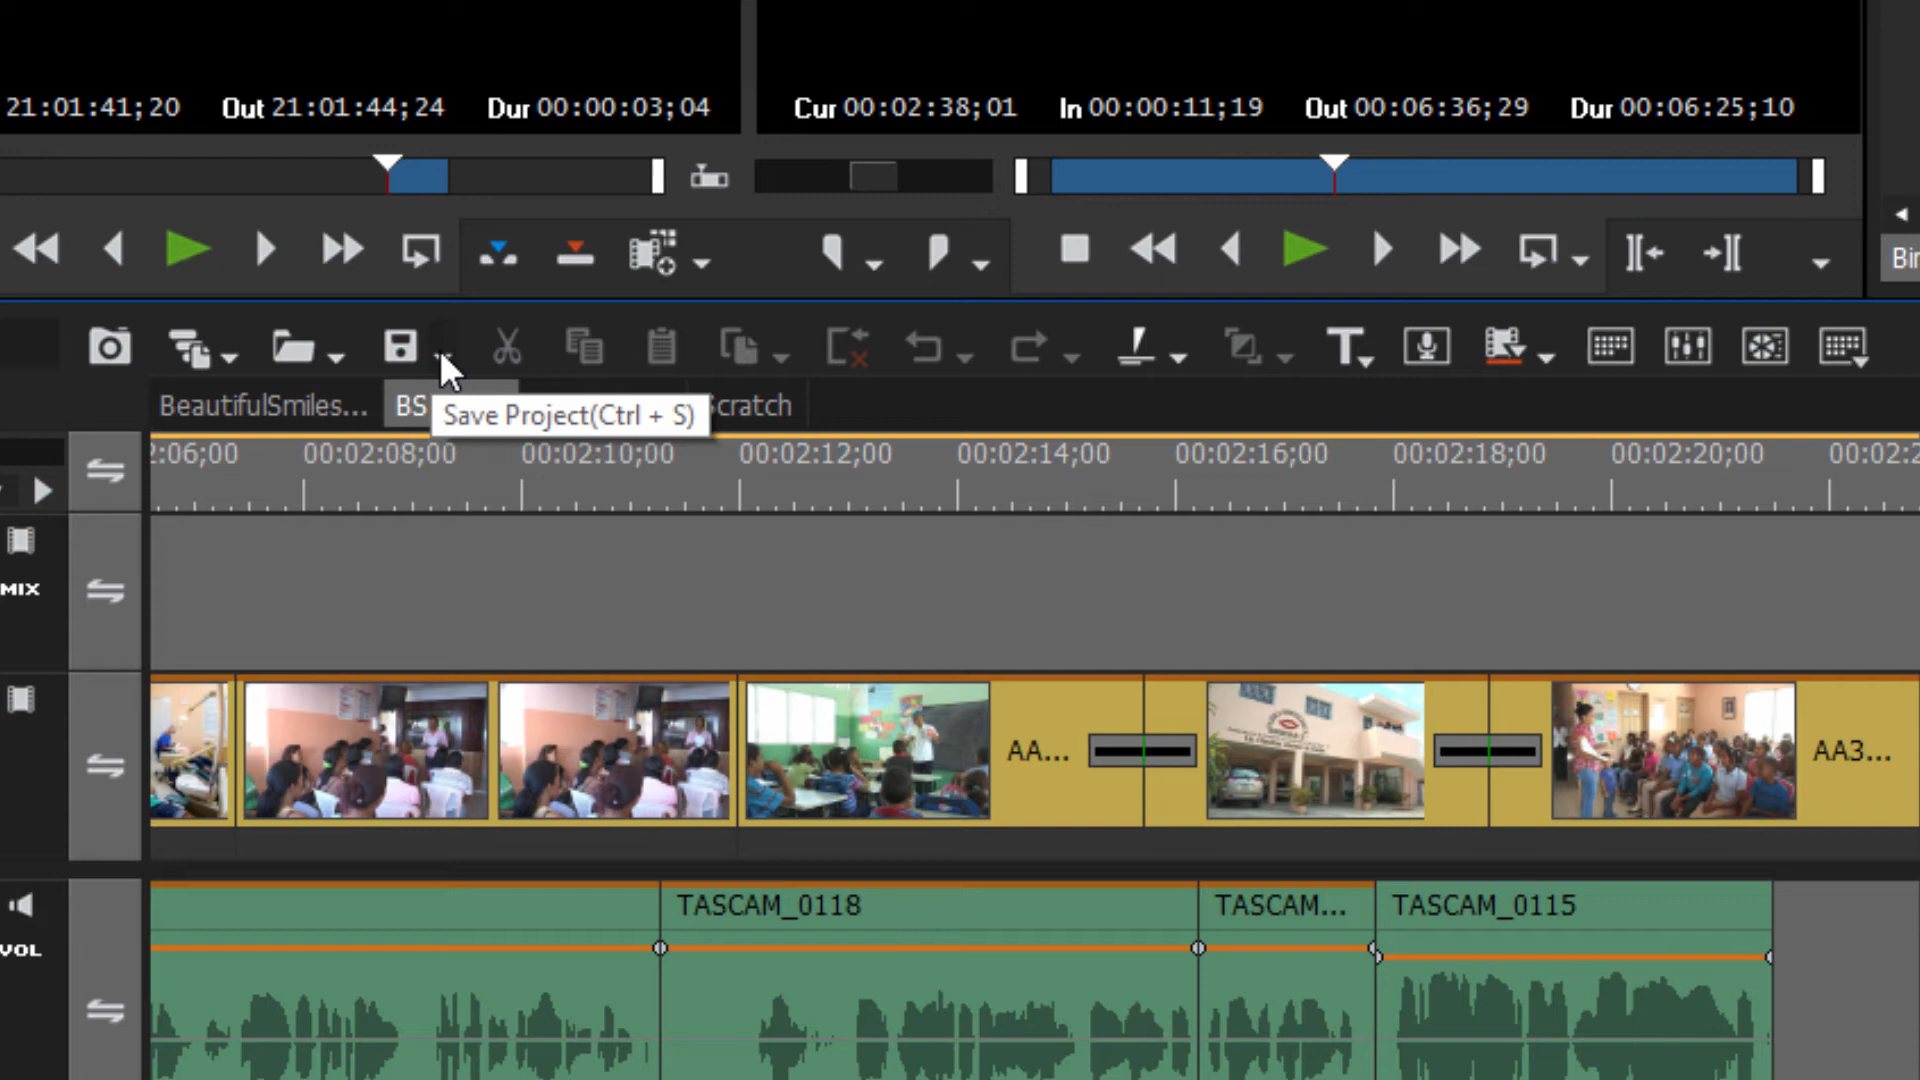 21:01:41;20 Out 21:01:44;24 Dur 00:00:03;04
Cur 00:02:38;01 In 00:00:11;19 Out 00:06:36;29 Dur 00:06:25;10
Bin
BeautifulSmiles... BS Scratch
Save Project(Ctrl + S)
2:06;00 00:02:08;00 00:02:10;00 00:02:12;00 00:02:14;00 00:02:16;00 00:02:18;00 00:02:20;00 00:02:2
MIX
AA... AA3...
TASCAM_0118 TASCAM... TASCAM_0115
VOL